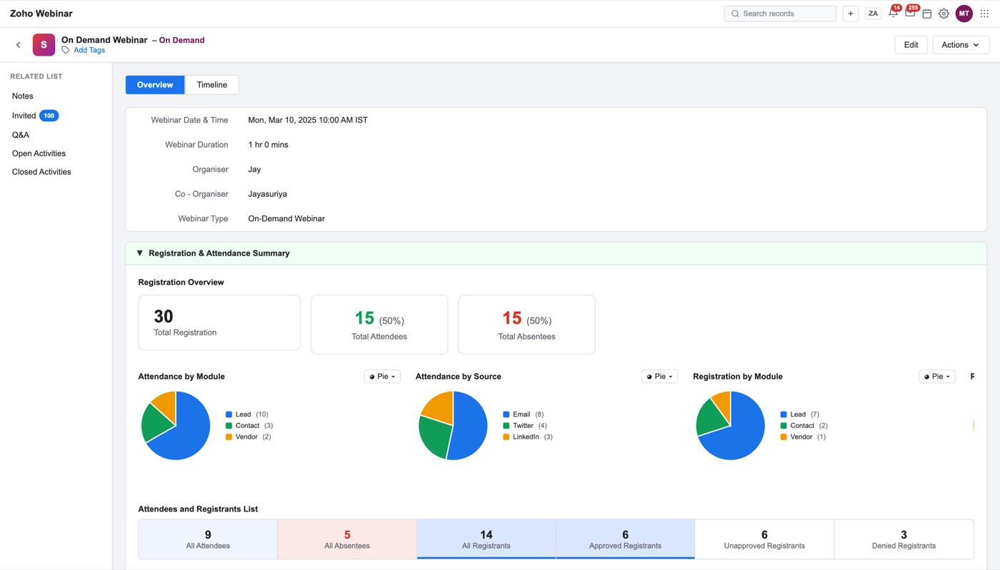 Zoho Webinar
Search records
+
ZA
14
255
MT
S
On Demand Webinar – On Demand
Add Tags
Edit
Actions
RELATED LIST
Notes
Invited 100
Q&A
Open Activities
Closed Activities
Overview
Timeline
Webinar Date & Time Mon, Mar 10, 2025 10:00 AM IST
Webinar Duration 1 hr 0 mins
Organiser Jay
Co - Organiser Jayasuriya
Webinar Type On-Demand Webinar
Registration & Attendance Summary
Registration Overview
30
Total Registration
15 (50%)
Total Attendees
15 (50%)
Total Absentees
Attendance by Module
Pie
Lead (10)
Contact (3)
Vendor (2)
Attendance by Source
Pie
Email (8)
Twitter (4)
LinkedIn (3)
Registration by Module
Pie
Lead (7)
Contact (2)
Vendor (1)
Attendees and Registrants List
9
All Attendees
5
All Absentees
14
All Registrants
6
Approved Registrants
6
Unapproved Registrants
3
Denied Registrants